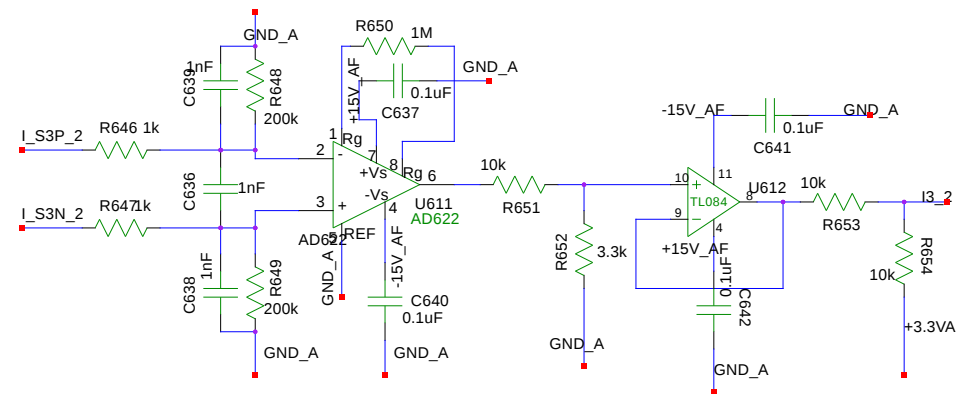 GND_A
1nF
C639
R648
200k
I_S3P_2
R646 1k
C636
1nF
I_S3N_2
R647
1k
1nF
C638
R649
200k
GND_A
R650
1M
+15V_AF
C637
0.1uF
GND_A
1
Rg
2
-
7
+Vs
8
Rg
6
3
+
-Vs
4
U611
AD622
AD622
5
REF
GND_A
-15V_AF
C640
0.1uF
GND_A
10k
R651
R652
3.3k
GND_A
-15V_AF
C641
0.1uF
GND_A
10
+
11
TL084
U612
8
9
-
4
+15V_AF
0.1uF
C642
GND_A
10k
R653
I3_2
R654
10k
+3.3VA